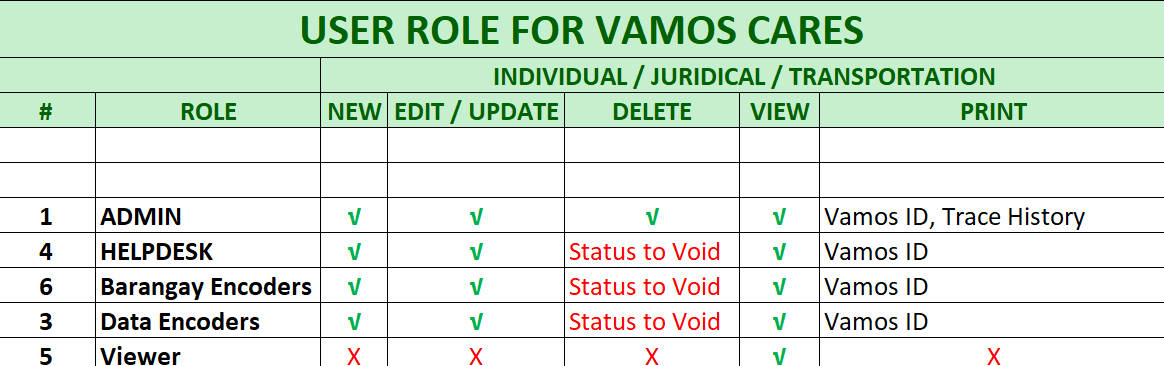 USER ROLE FOR VAMOS CARES
INDIVIDUAL / JURIDICAL / TRANSPORTATION
# ROLE NEW EDIT / UPDATE DELETE VIEW PRINT
1 ADMIN √ √ √ √ Vamos ID, Trace History
4 HELPDESK √ √ Status to Void √ Vamos ID
6 Barangay Encoders √ √ Status to Void √ Vamos ID
3 Data Encoders √ √ Status to Void √ Vamos ID
5 Viewer X X X √ X